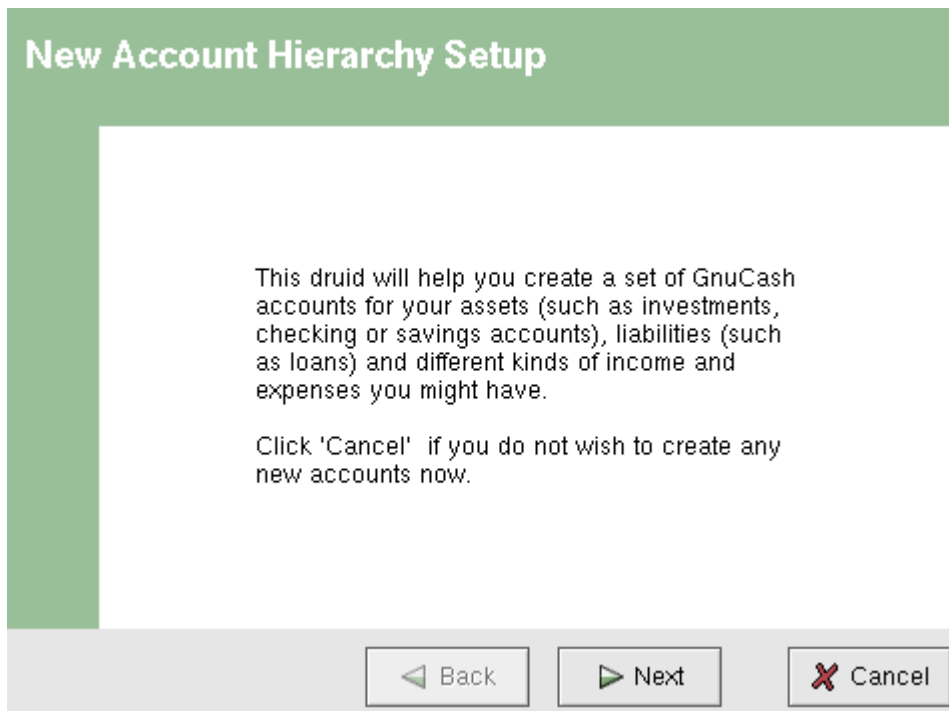 New Account Hierarchy Setup
This druid will help you create a set of GnuCash
accounts for your assets (such as investments,
checking or savings accounts), liabilities (such
as loans) and different kinds of income and
expenses you might have.
Click 'Cancel'  if you do not wish to create any
new accounts now.
Back
Next
Cancel